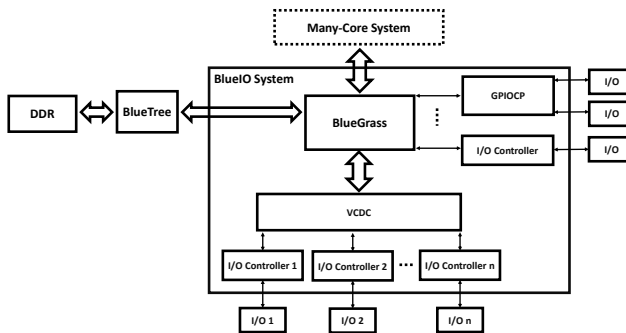 Many-Core System
BlueIO System
DDR
BlueTree
BlueGrass
GPIOCP
I/O
I/O
I/O Controller
I/O
VCDC
I/O Controller 1
I/O Controller 2
I/O Controller n
I/O 1
I/O 2
I/O n